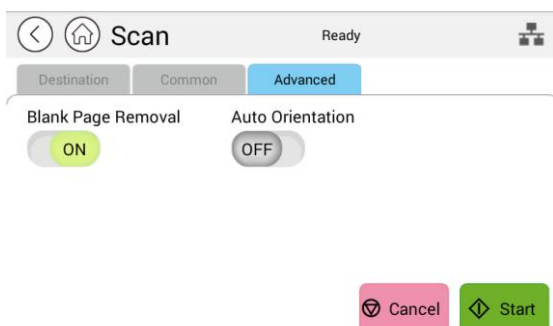 Scan Ready
Destination Common Advanced
Blank Page Removal Auto Orientation
ON OFF
Cancel Start